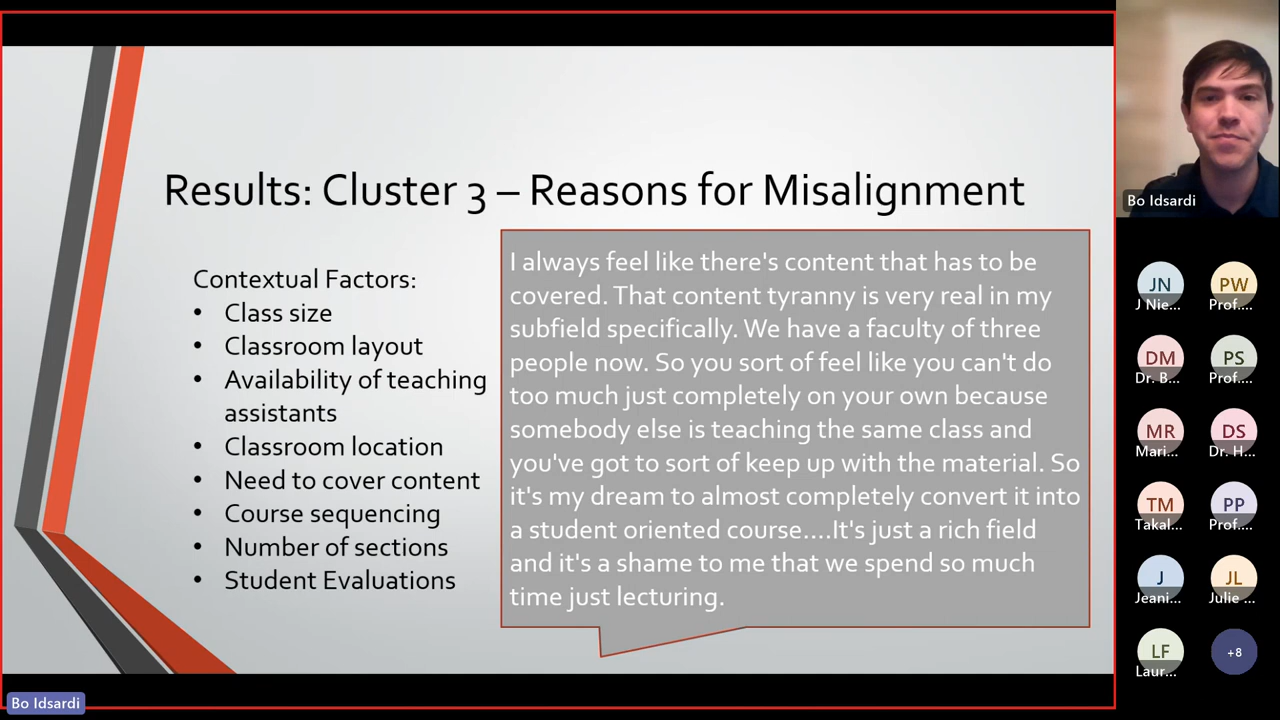 Results: Cluster 3 – Reasons for Misalignment
Contextual Factors:
• Class size
• Classroom layout
• Availability of teaching
assistants
• Classroom location
• Need to cover content
• Course sequencing
• Number of sections
• Student Evaluations
I always feel like there's content that has to be
covered. That content tyranny is very real in my
subfield specifically. We have a faculty of three
people now. So you sort of feel like you can't do
too much just completely on your own because
somebody else is teaching the same class and
you've got to sort of keep up with the material. So
it's my dream to almost completely convert it into
a student oriented course....It's just a rich field
and it's a shame to me that we spend so much
time just lecturing.
Bo Idsardi
Bo Idsardi
JN PW
J Nie... Prof....
DM PS
Dr. B... Prof....
MR DS
Mari... Dr. H...
TM PP
Takal... Prof....
J JL
Jeani... Julie ...
LF +8
Laur...